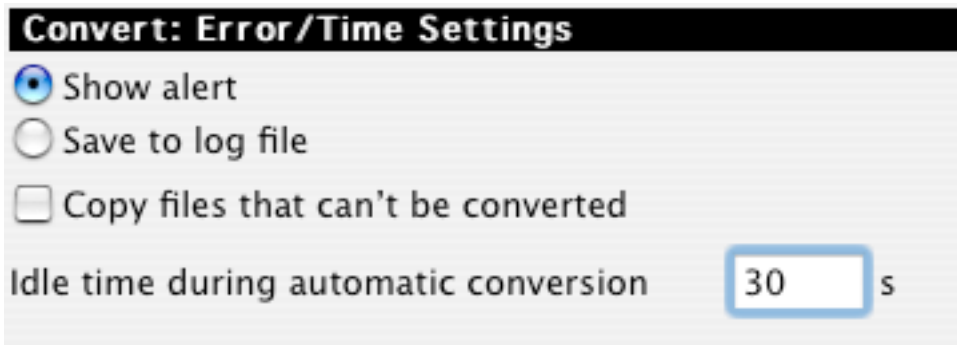 Convert: Error/Time Settings
Show alert
Save to log file
Copy files that can’t be converted
Idle time during automatic conversion 30 s